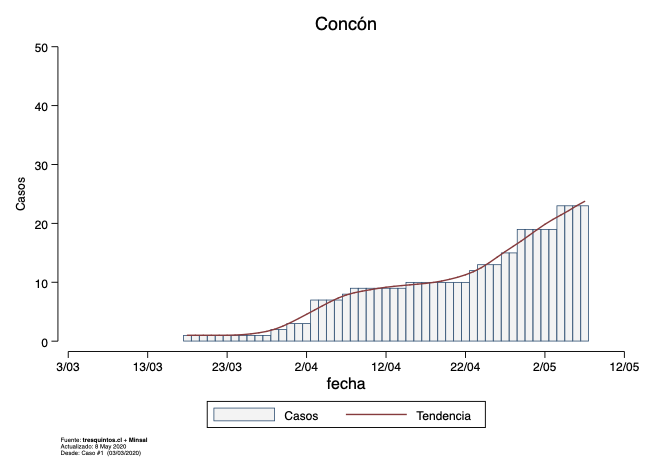 Concón
50
40
30
20
10
0
Casos
3/03 13/03 23/03 2/04 12/04 22/04 2/05 12/05
fecha
Casos Tendencia
Fuente: tresquintos.cl + Minsal
Actualizado: 8 May 2020
Desde: Caso #1 (03/03/2020)